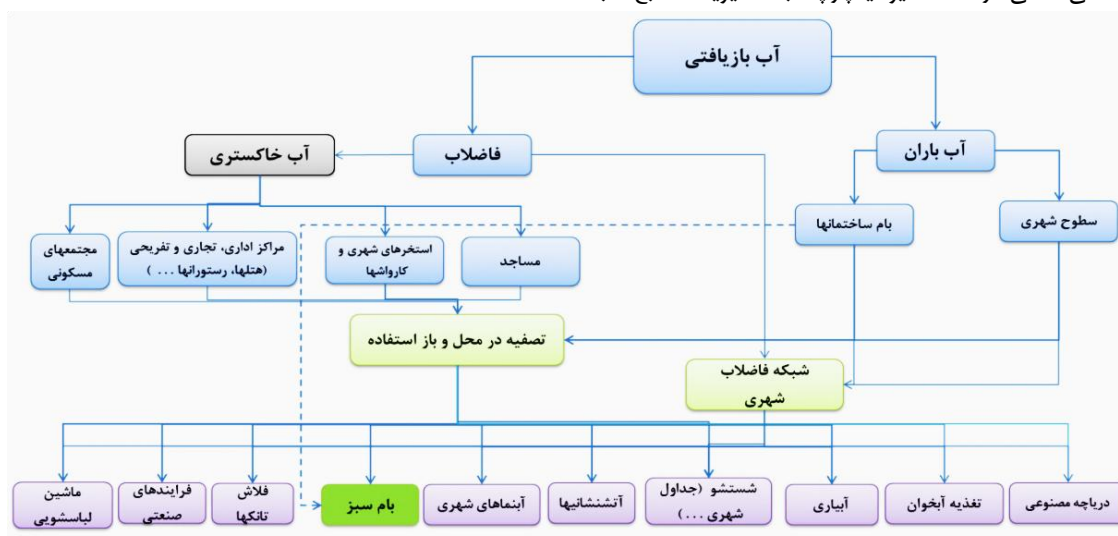 آب بازیافتی
آب باران
فاضلاب
آب خاکستری
سطوح شهری
بام ساختمانها
مساجد
استخرهای شهری و
کارواشها
مراکز اداری، تجاری و تفریحی
(هتلها، رستورانها ... )
مجتمعهای
مسکونی
تصفیه در محل و باز استفاده
شبکه فاضلاب
شهری
دریاچه مصنوعی
تغذیه آبخوان
آبیاری
شستشو (جداول
شهری ...)
آتشنشانیها
آبنماهای شهری
بام سبز
فلاش
تانکها
فرایندهای
صنعتی
ماشین
لباسشویی